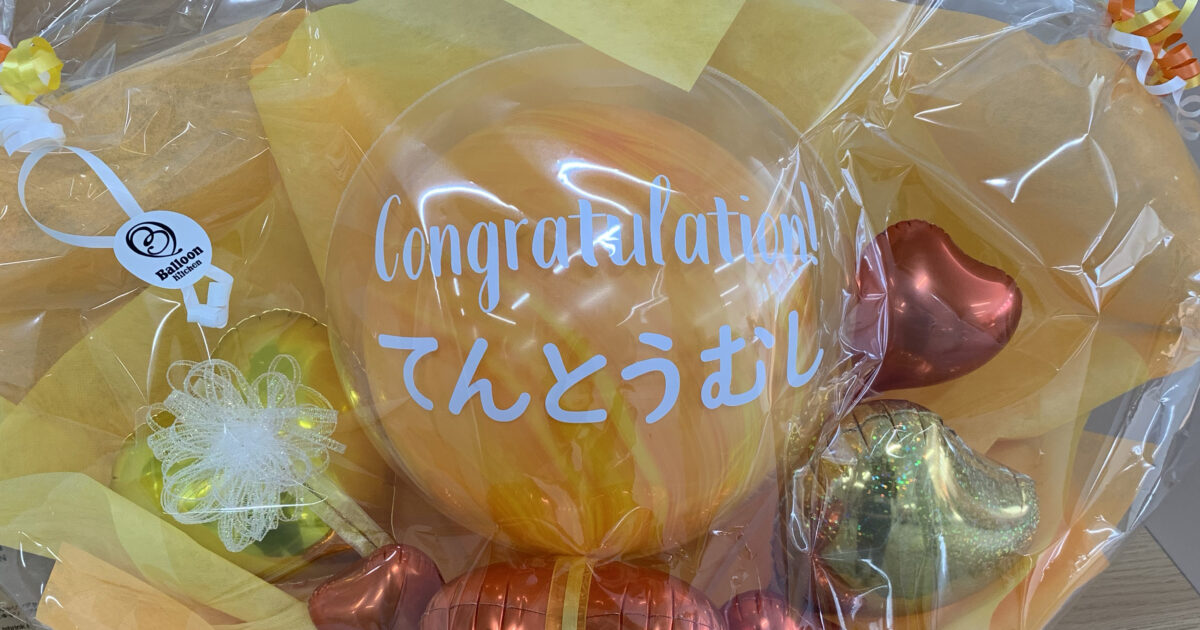 Congratulation!
てんとうむし
Balloon
Kitchen